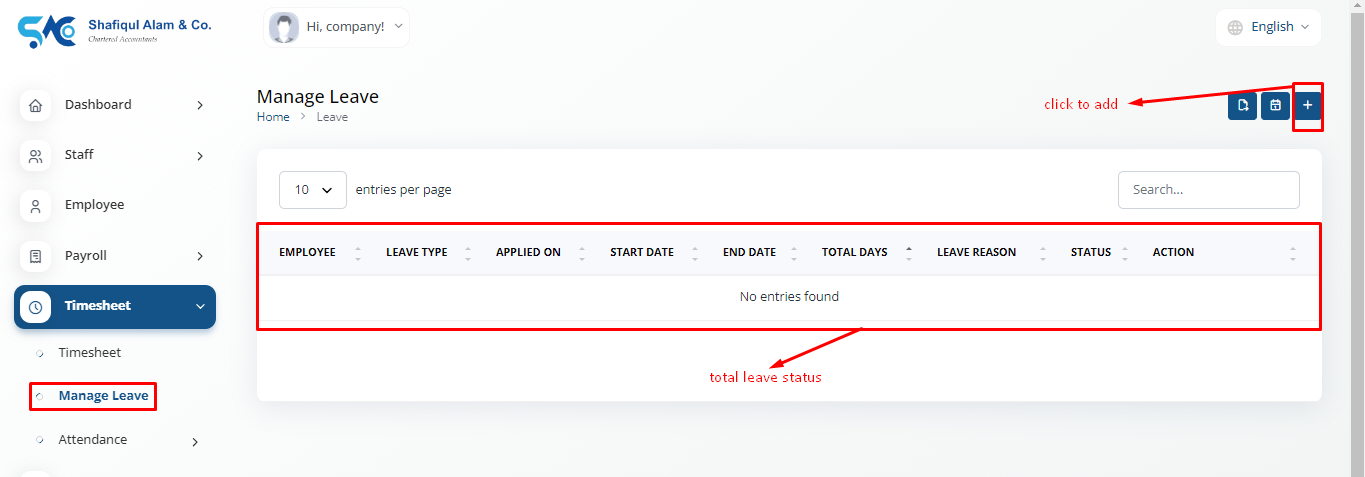 Shafiqul Alam & Co.
Chartered Accountants
Hi, company!
English
Dashboard
Staff
Employee
Payroll
Timesheet
Timesheet
Manage Leave
Attendance
Manage Leave
Home > Leave
click to add
10 entries per page
Search...
EMPLOYEE LEAVE TYPE APPLIED ON START DATE END DATE TOTAL DAYS LEAVE REASON STATUS ACTION
No entries found
total leave status